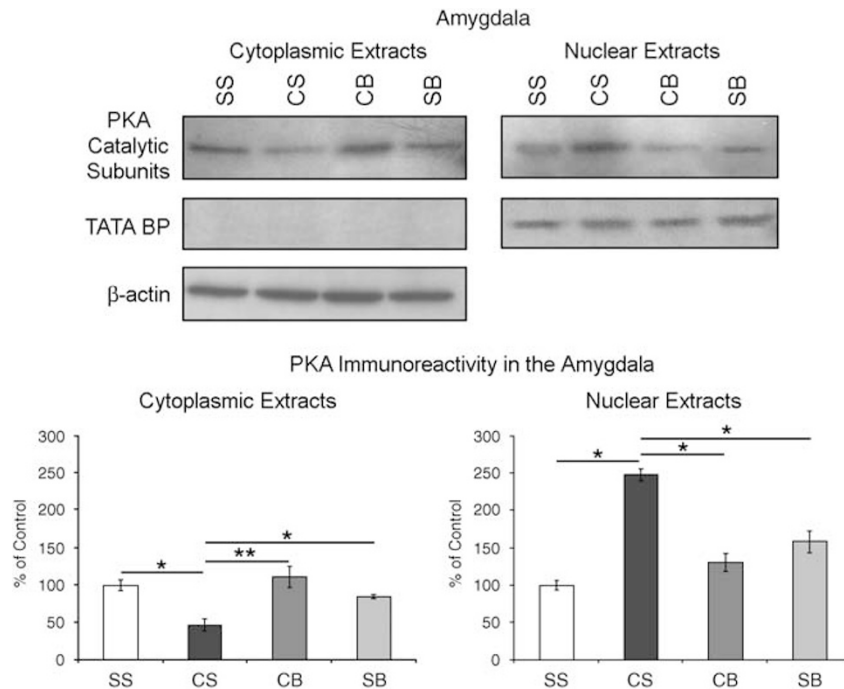 Amygdala
Cytoplasmic Extracts
Nuclear Extracts
SS CS CB SB
SS CS CB SB
PKA
Catalytic
Subunits
TATA BP
β-actin
PKA Immunoreactivity in the Amygdala
Cytoplasmic Extracts
% of Control
300
250
200
150
100
50
0
*
**
*
SS CS CB SB
Nuclear Extracts
% of Control
300
250
200
150
100
50
0
*
*
*
SS CS CB SB